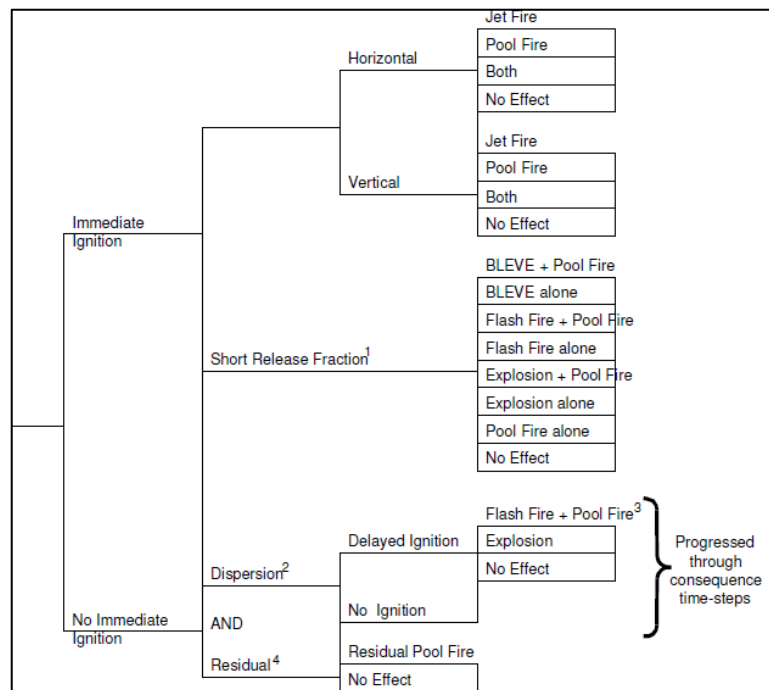 Jet Fire
Pool Fire
Horizontal
Both
No Effect
Jet Fire
Pool Fire
Vertical
Both
No Effect
Immediate
Ignition
BLEVE + Pool Fire
BLEVE alone
Flash Fire + Pool Fire
Flash Fire alone
Short Release Fraction1
Explosion + Pool Fire
Explosion alone
Pool Fire alone
No Effect
Flash Fire + Pool Fire3
Delayed Ignition
Explosion
No Effect
Progressed
through
consequence
time-steps
Dispersion2
No Ignition
No Immediate
Ignition
AND
Residual4
Residual Pool Fire
No Effect